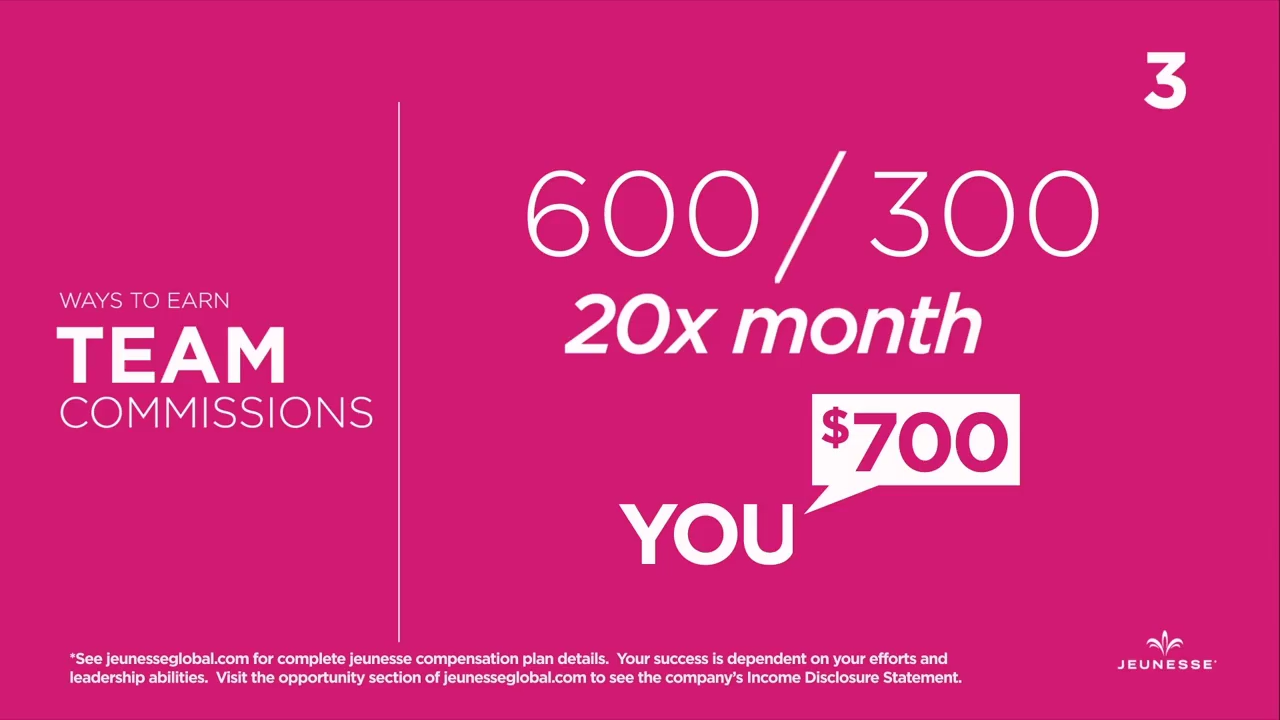 3
WAYS TO EARN
TEAM
COMMISSIONS
600/300
20x month
$700
YOU
*See jeunesseglobal.com for complete jeunesse compensation plan details.  Your success is dependent on your efforts and
leadership abilities.  Visit the opportunity section of jeunesseglobal.com to see the company's Income Disclosure Statement.
JEUNESSE